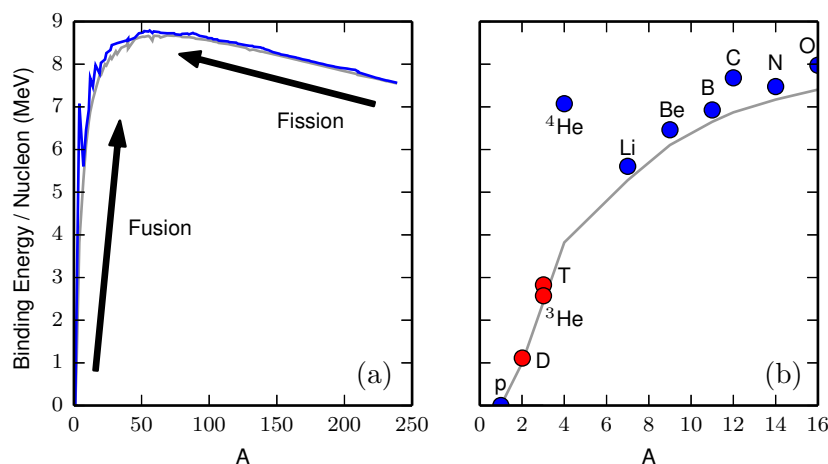 Binding Energy / Nucleon (MeV)
9
8
7
6
5
4
3
2
1
0
Fission
Fusion
(a)
0 50 100 150 200 250
A
O
C
N
B
Be
⁴He
Li
T
³He
D
p
(b)
0 2 4 6 8 10 12 14 16
A